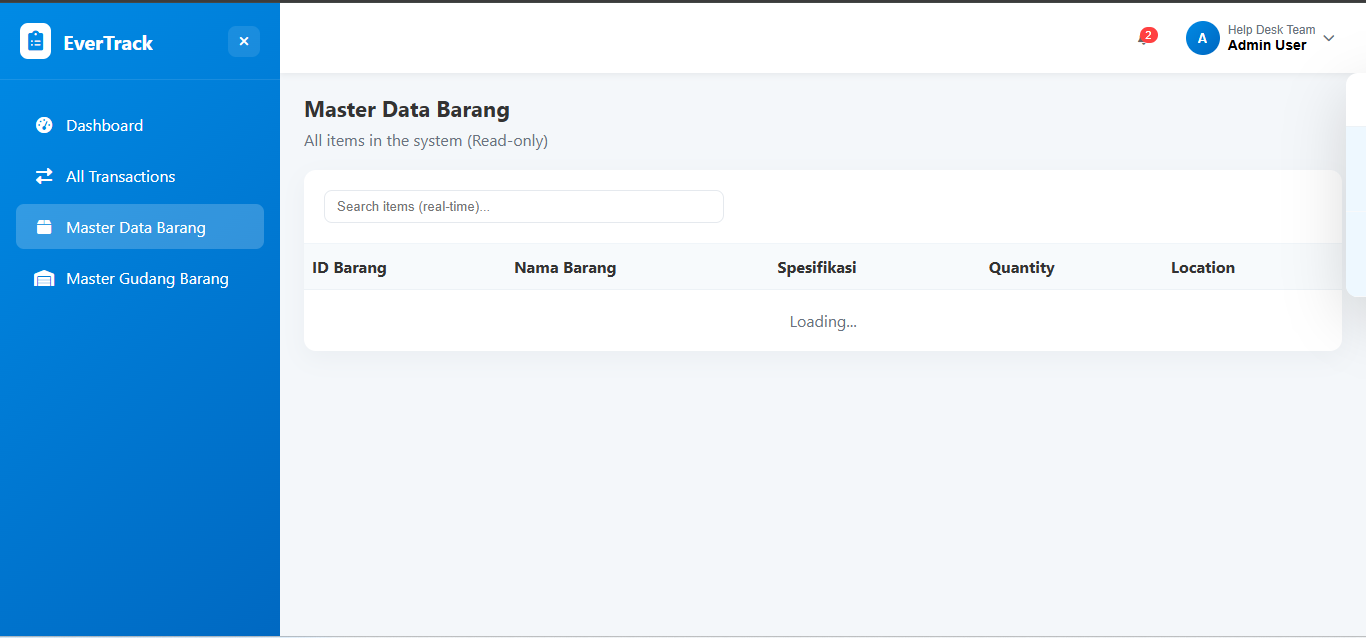 EverTrack
2
A
Help Desk Team
Admin User
Dashboard
All Transactions
Master Data Barang
Master Gudang Barang
Master Data Barang
All items in the system (Read-only)
Search items (real-time)...
ID Barang Nama Barang Spesifikasi Quantity Location
Loading...